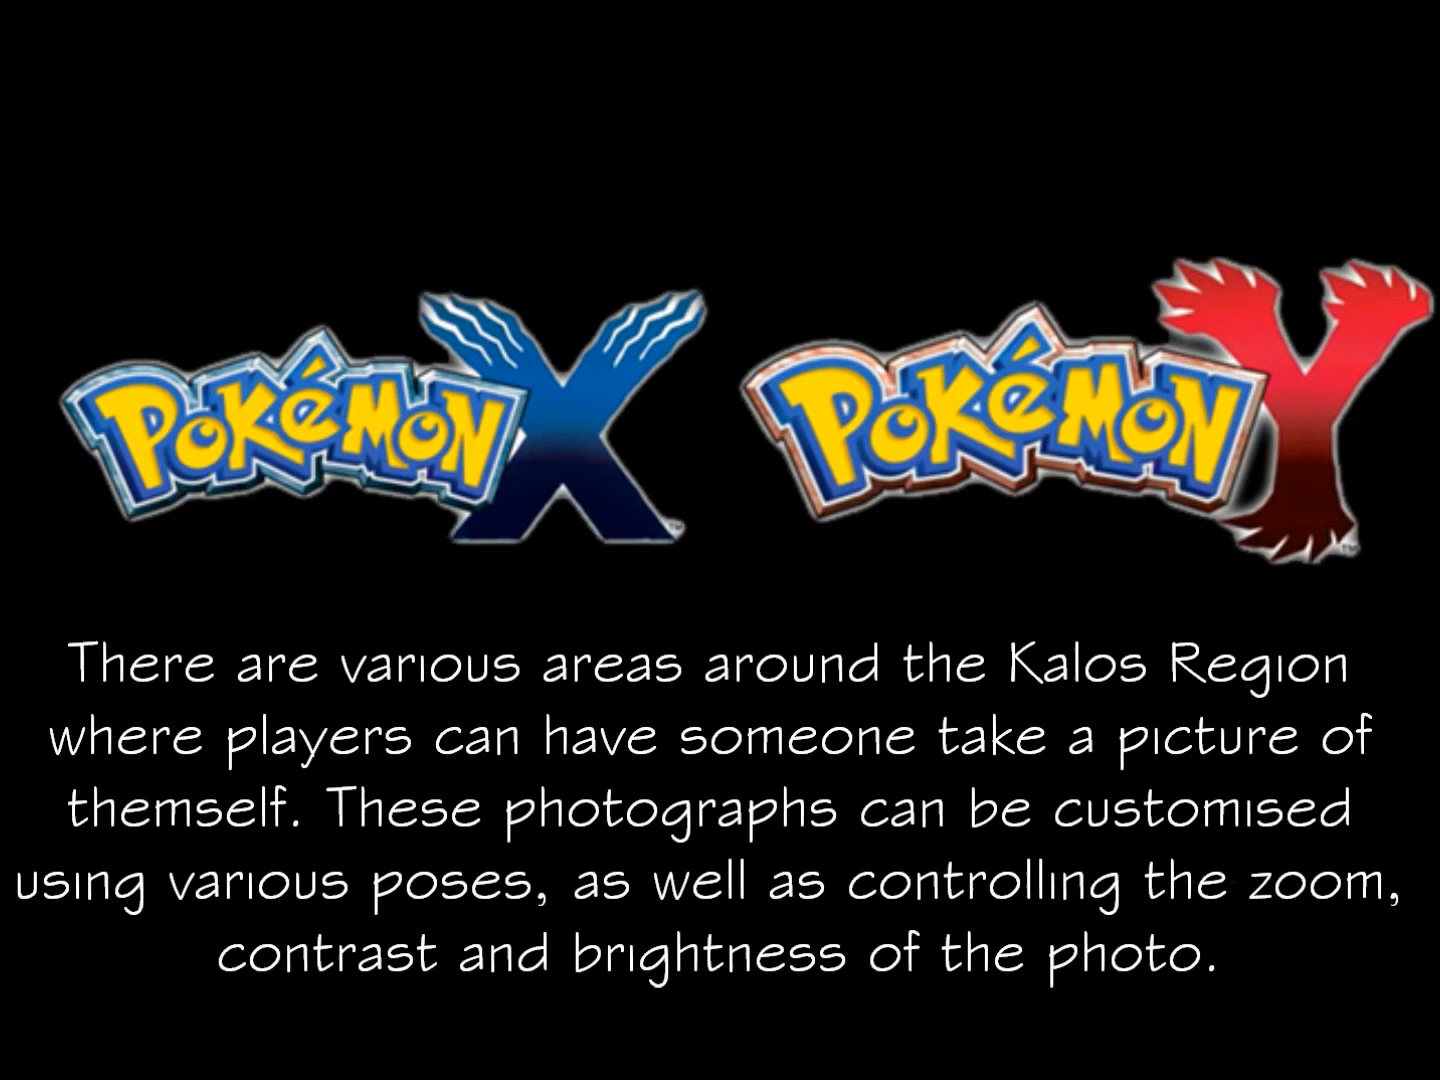 POKÉMON X
POKÉMON Y
TM
TM
There are various areas around the Kalos Region
where players can have someone take a picture of
themself. These photographs can be customised
using various poses, as well as controlling the zoom,
contrast and brightness of the photo.